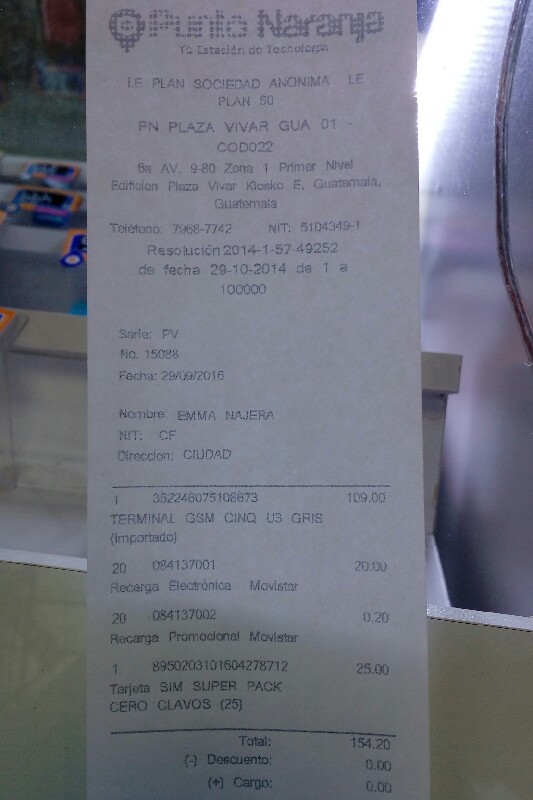 Punto Naranja
Tu Estación de Tecnología
LE PLAN SOCIEDAD ANONIMA LE
PLAN 60
PN PLAZA VIVAR GUA 01 -
COD022
6a AV. 9-80 Zona 1 Primer Nivel
Edificion Plaza Vivar Kiosko E, Guatemala,
Guatemala
Teléfono: 7968-7742 NIT: 5104349-1
Resolución 2014-1-57-49252
de fecha 29-10-2014 de 1 a
100000
Serie: PV
No. 15088
Fecha: 29/09/2016
Nombre: EMMA NAJERA
NIT: CF
Direccion: CIUDAD
1 352246075108673 109.00
TERMINAL GSM CINQ U3 GRIS
(Importado)
20 084137001 20.00
Recarga Electrónica Movistar
20 084137002 0.20
Recarga Promocional Movistar
1 8950203101604278712 25.00
Tarjeta SIM SUPER PACK
CERO CLAVOS (25)
Total: 154.20
(-) Descuento: 0.00
(+) Cargo: 0.00